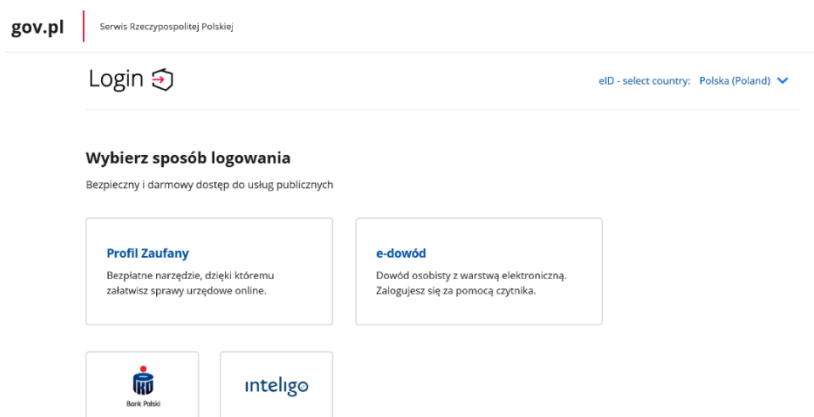 gov.pl
Serwis Rzeczypospolitej Polskiej
Login
eID - select country: Polska (Poland)
Wybierz sposób logowania
Bezpieczny i darmowy dostęp do usług publicznych
Profil Zaufany
Bezpłatne narzędzie, dzięki któremu
załatwisz sprawy urzędowe online.
e-dowód
Dowód osobisty z warstwą elektroniczną.
Zalogujesz się za pomocą czytnika.
Bank Polski
inteligo